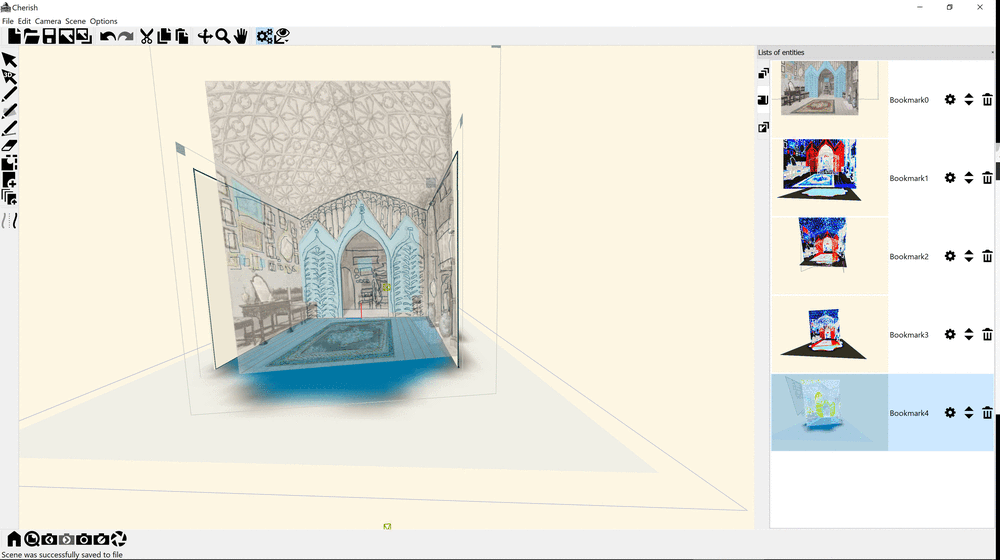 Cherish
File Edit Camera Scene Options
Lists of entities
3D
Bookmark0
Bookmark1
Bookmark2
Bookmark3
Bookmark4
Scene was successfully saved to file